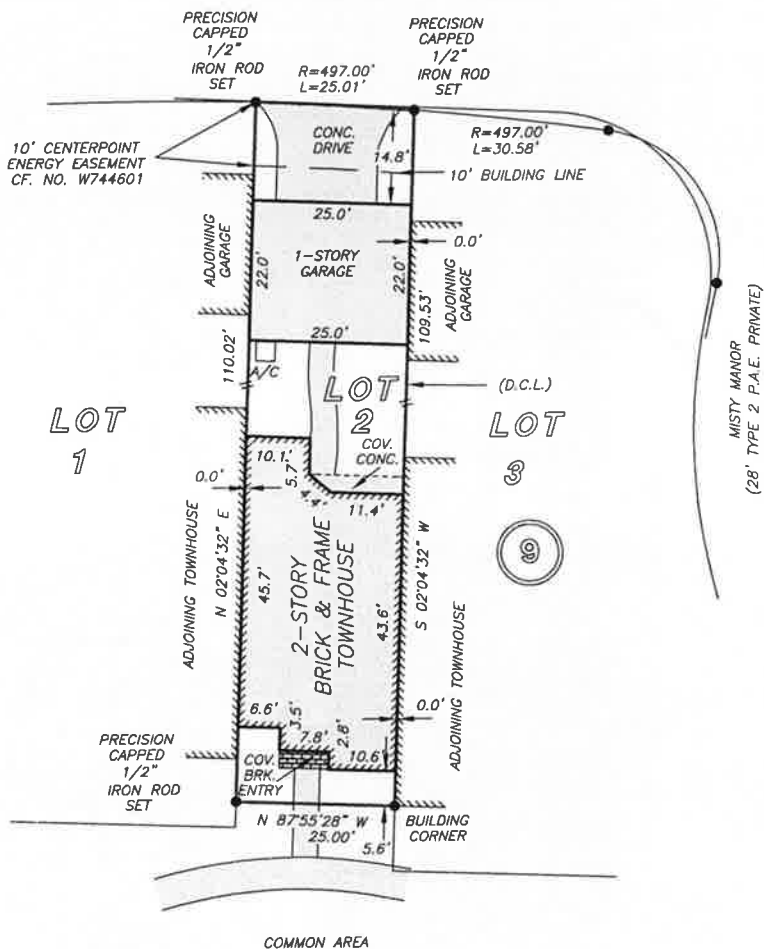 PRECISION
CAPPED
1/2"
IRON ROD
SET
R=497.00'
L=25.01'
PRECISION
CAPPED
1/2"
IRON ROD
SET
R=497.00'
L=30.58'
10' CENTERPOINT
ENERGY EASEMENT
CF. NO. W744601
CONC.
DRIVE
14.8'
10' BUILDING LINE
25.0'
ADJOINING
GARAGE
22.0'
1-STORY
GARAGE
22.0'
0.0'
109.53'
ADJOINING
GARAGE
25.0'
110.02'
A/C
LOT
2
(D.C.L.)
MISTY MANOR
(28' TYPE 2 P.A.E. PRIVATE)
LOT
1
LOT
3
COV.
CONC.
10.1'
5.7'
4.4'
11.4'
0.0'
9
ADJOINING TOWNHOUSE
N 02°04'32" E
45.7'
2-STORY
BRICK & FRAME
TOWNHOUSE
43.6'
S 02°04'32" W
ADJOINING TOWNHOUSE
0.0'
6.6'
3.5'
7.8'
2.8'
10.6'
COV.
BRK.
ENTRY
PRECISION
CAPPED
1/2"
IRON ROD
SET
N 87°55'28" W
25.00'
5.6'
BUILDING
CORNER
COMMON AREA